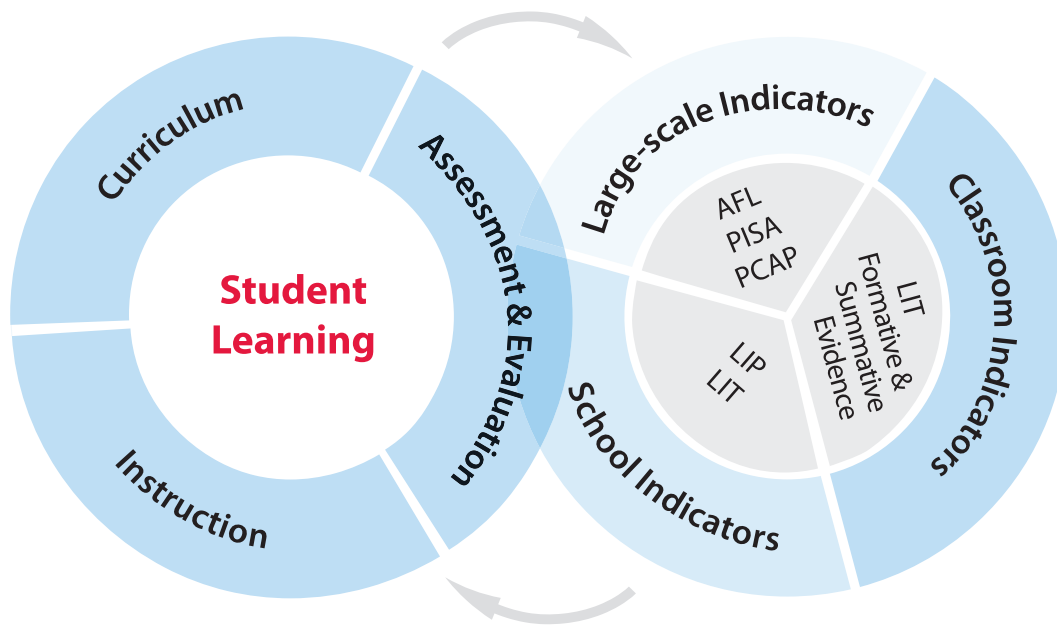 Curriculum
Assessment & Evaluation
Instruction
Student
Learning
Large-scale Indicators
AFL
PISA
PCAP
Classroom Indicators
LIT
Formative &
Summative
Evidence
School Indicators
LIP
LIT